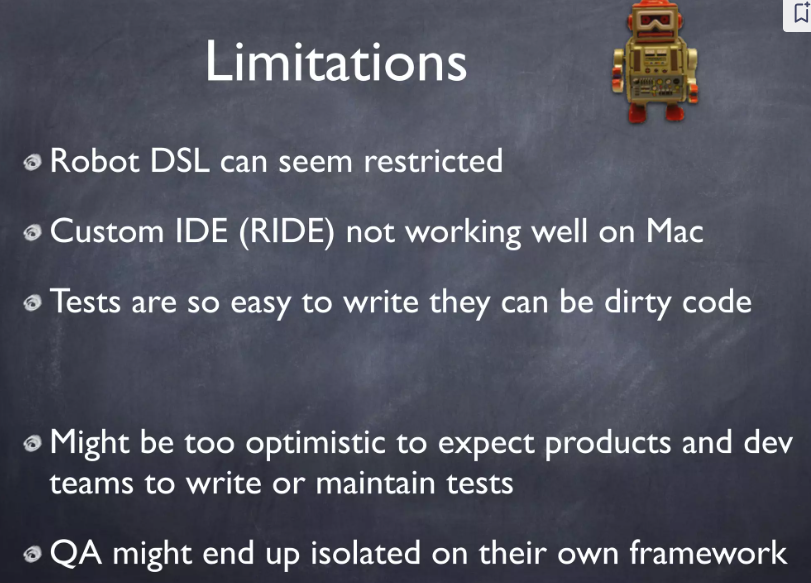 Limitations
Robot DSL can seem restricted
Custom IDE (RIDE) not working well on Mac
Tests are so easy to write they can be dirty code
Might be too optimistic to expect products and dev
teams to write or maintain tests
QA might end up isolated on their own framework